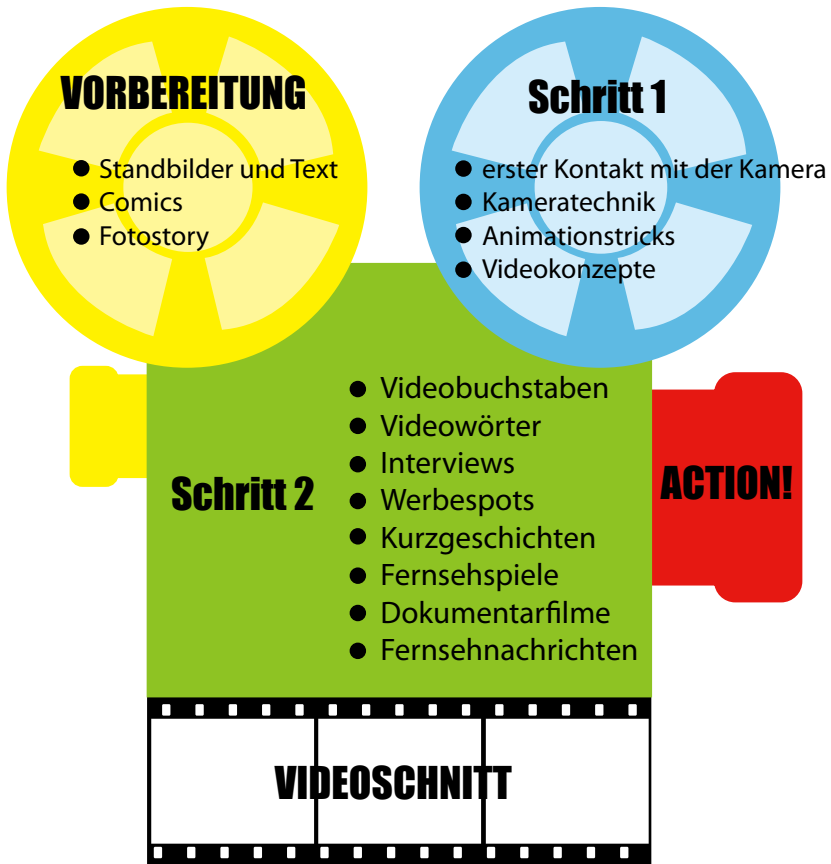 VORBEREITUNG
● Standbilder und Text
● Comics
● Fotostory
Schritt 1
● erster Kontakt mit der Kamera
● Kameratechnik
● Animationstricks
● Videokonzepte
Schritt 2
● Videobuchstaben
● Videowörter
● Interviews
● Werbespots
● Kurzgeschichten
● Fernsehspiele
● Dokumentarfilme
● Fernsehnachrichten
ACTION!
VIDEOSCHNITT